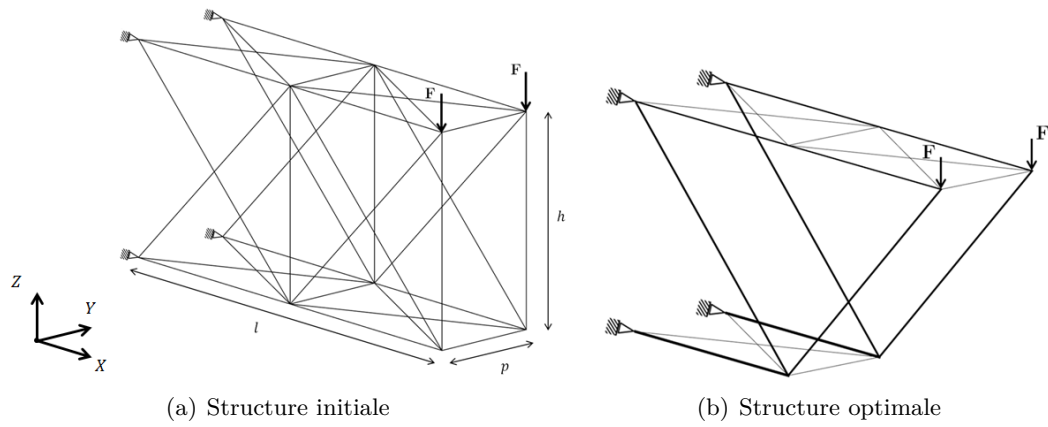 F
F
h
l
p
Z
Y
X
F
F
(a) Structure initiale
(b) Structure optimale